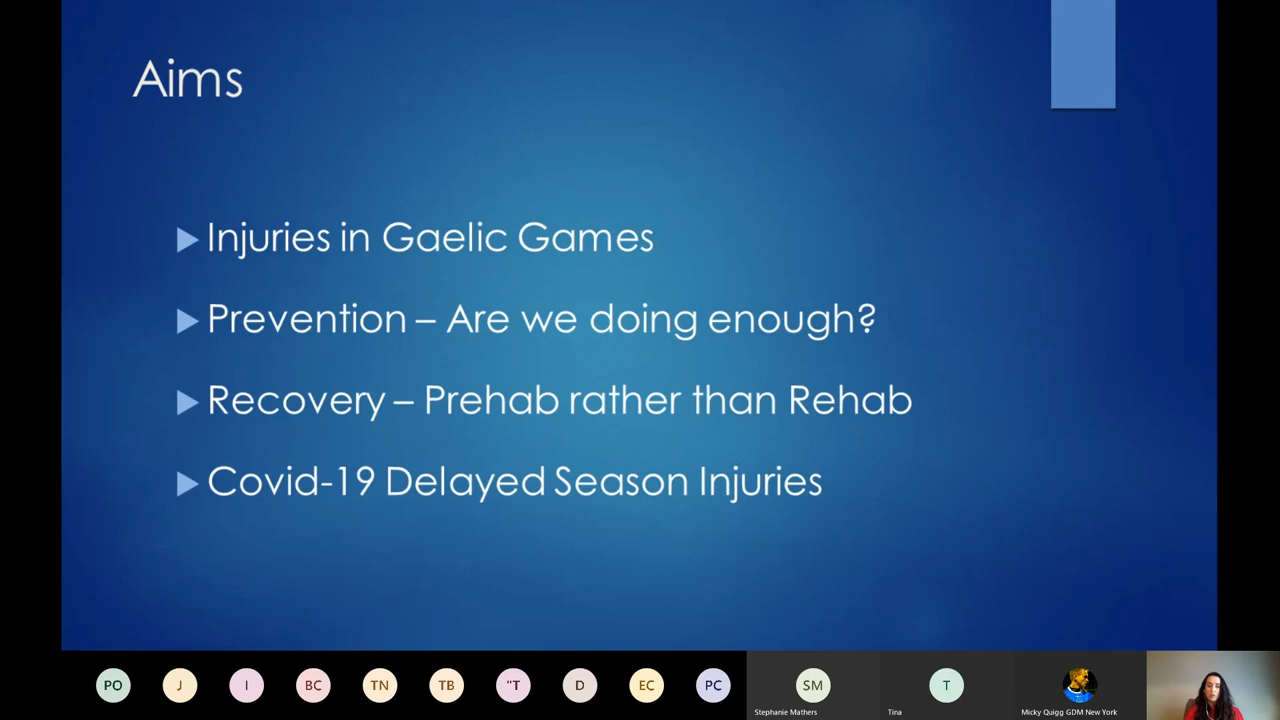 Aims
Injuries in Gaelic Games
Prevention – Are we doing enough?
Recovery – Prehab rather than Rehab
Covid-19 Delayed Season Injuries
PO
J
I
BC
TN
TB
"T
D
EC
PC
SM
T
Stephanie Mathers
Tina
Micky Quigg GDM New York